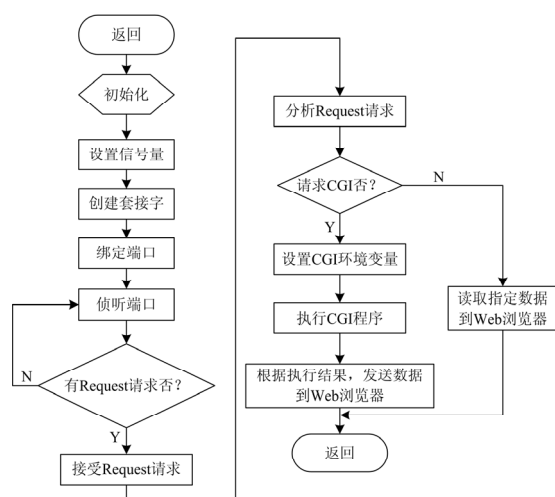 返回
初始化
设置信号量
创建套接字
绑定端口
侦听端口
有Request请求否?
N
Y
接受Request请求
分析Request请求
请求CGI否?
N
Y
设置CGI环境变量
执行CGI程序
根据执行结果，发送数据
到Web浏览器
读取指定数据
到Web浏览器
返回